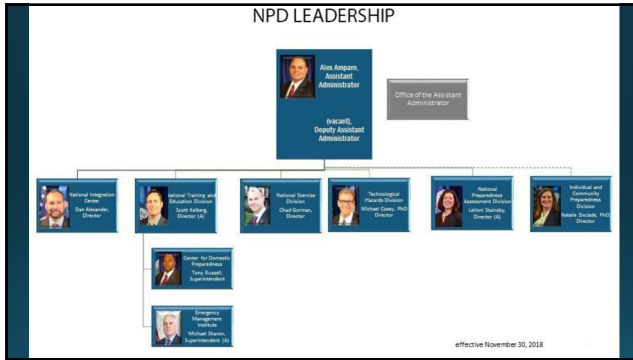 NPD LEADERSHIP
Alex Amparo,
Assistant
Administrator
(vacant),
Deputy Assistant
Administrator
Office of the Assistant
Administrator
National Integration
Center
Dan Alexander,
Director
National Training and
Education Division
Scott Kelberg,
Director (A)
National Exercise
Division
Chad Gorman,
Director
Technological
Hazards Division
Michael Casey, PhD
Director
National
Preparedness
Assessment Division
Leiloni Stainsby,
Director (A)
Individual and
Community
Preparedness
Division
Natalie Enclade, PhD,
Director
Center for Domestic
Preparedness
Tony Russell,
Superintendent
Emergency
Management
Institute
Michael Sharon,
Superintendent (A)
effective November 30, 2018